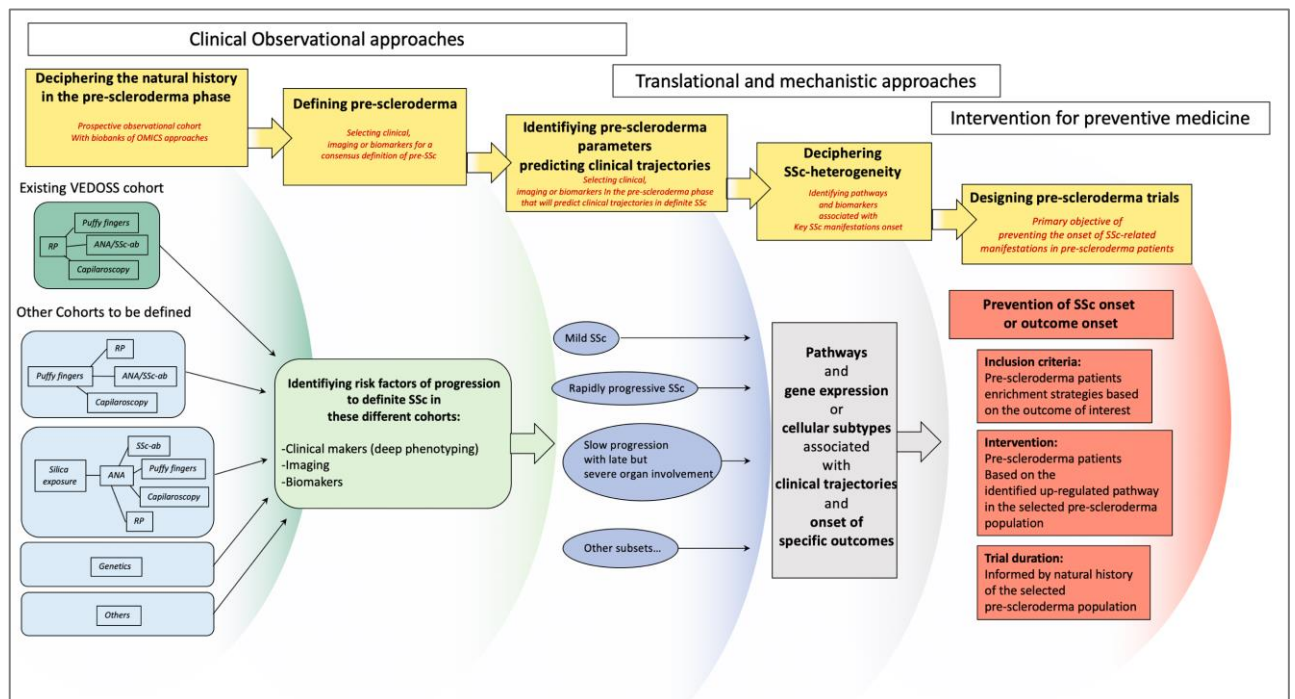 Clinical Observational approaches
Translational and mechanistic approaches
Intervention for preventive medicine
Deciphering the natural history
in the pre-scleroderma phase
Prospective observational cohort
With biobanks of OMICS approaches
Defining pre-scleroderma
Selecting clinical,
imaging or biomarkers for a
consensus definition of pre-SSc
Identifiying pre-scleroderma
parameters
predicting clinical trajectories
Selecting clinical,
imaging or biomarkers In the pre-scleroderma phase
that will predict clinical trajectories in definite SSc
Deciphering
SSc-heterogeneity
Identifying pathways
and biomarkers
associated with
Key SSc manifestations onset
Designing pre-scleroderma trials
Primary objective of
preventing the onset of SSc-related
manifestations in pre-scleroderma patients
Existing VEDOSS cohort
Puffy fingers
RP
ANA/SSc-ab
Capilaroscopy
Other Cohorts to be defined
RP
Puffy fingers
ANA/SSc-ab
Capilaroscopy
SSc-ab
Silica
exposure
ANA
Puffy fingers
Capilaroscopy
RP
Genetics
Others
Identifiying risk factors of progression
to definite SSc in
these different cohorts:
-Clinical makers (deep phenotyping)
-Imaging
-Biomakers
Mild SSc
Rapidly progressive SSc
Slow progression
with late but
severe organ involvement
Other subsets...
Pathways
and
gene expression
or
cellular subtypes
associated
with
clinical trajectories
and
onset of
specific outcomes
Prevention of SSc onset
or outcome onset
Inclusion criteria:
Pre-scleroderma patients
enrichment strategies based
on the outcome of interest
Intervention:
Pre-scleroderma patients
Based on the
identified up-regulated pathway
in the selected pre-scleroderma
population
Trial duration:
Informed by natural history
of the selected
pre-scleroderma population